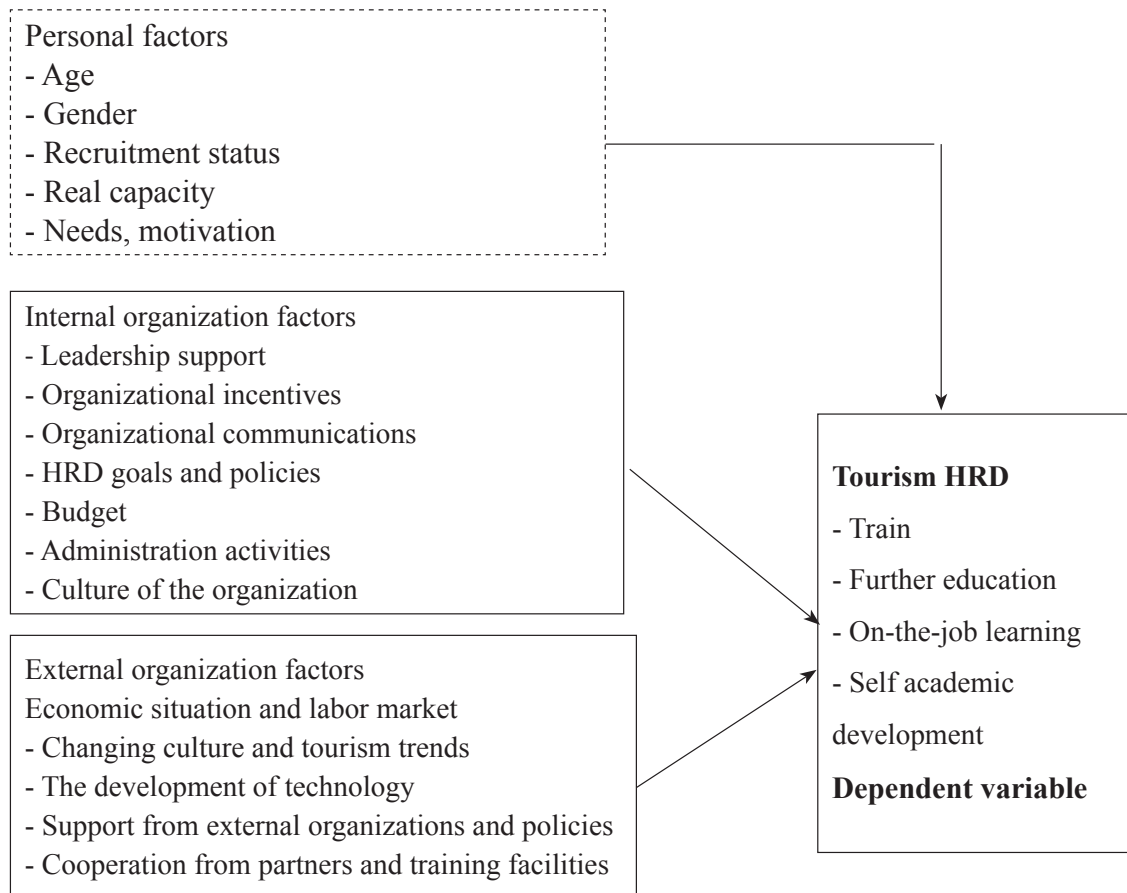 Personal factors
- Age
- Gender
- Recruitment status
- Real capacity
- Needs, motivation
Internal organization factors
- Leadership support
- Organizational incentives
- Organizational communications
- HRD goals and policies
- Budget
- Administration activities
- Culture of the organization
External organization factors
Economic situation and labor market
- Changing culture and tourism trends
- The development of technology
- Support from external organizations and policies
- Cooperation from partners and training facilities
Tourism HRD
- Train
- Further education
- On-the-job learning
- Self academic
development
Dependent variable